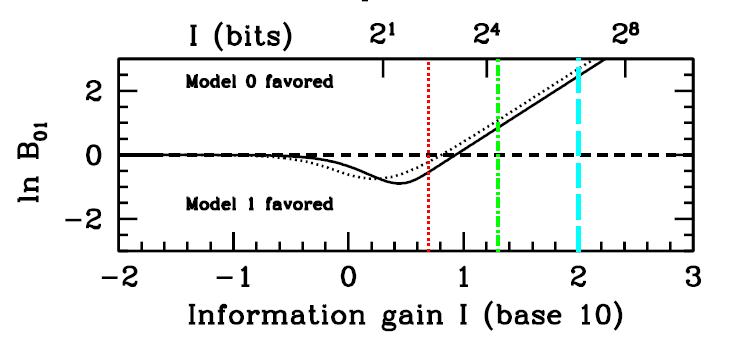 I (bits) 2¹ 2⁴ 2⁸
Model 0 favored
2
0
−2
ln B₀₁
Model 1 favored
−2 −1 0 1 2 3
Information gain I (base 10)